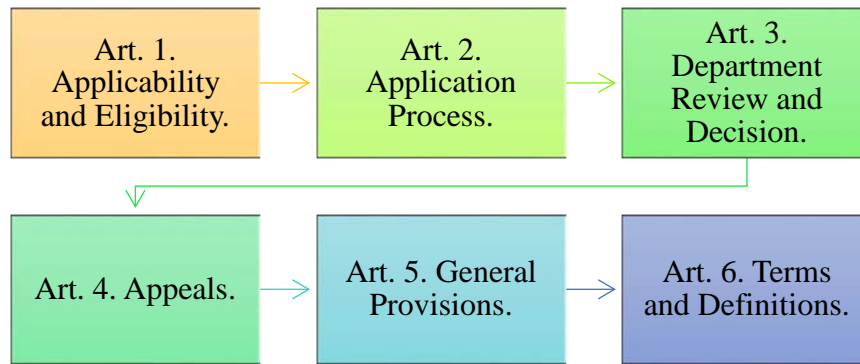 Art. 1.
Applicability
and Eligibility.
Art. 2.
Application
Process.
Art. 3.
Department
Review and
Decision.
Art. 4. Appeals.
Art. 5. General
Provisions.
Art. 6. Terms
and Definitions.